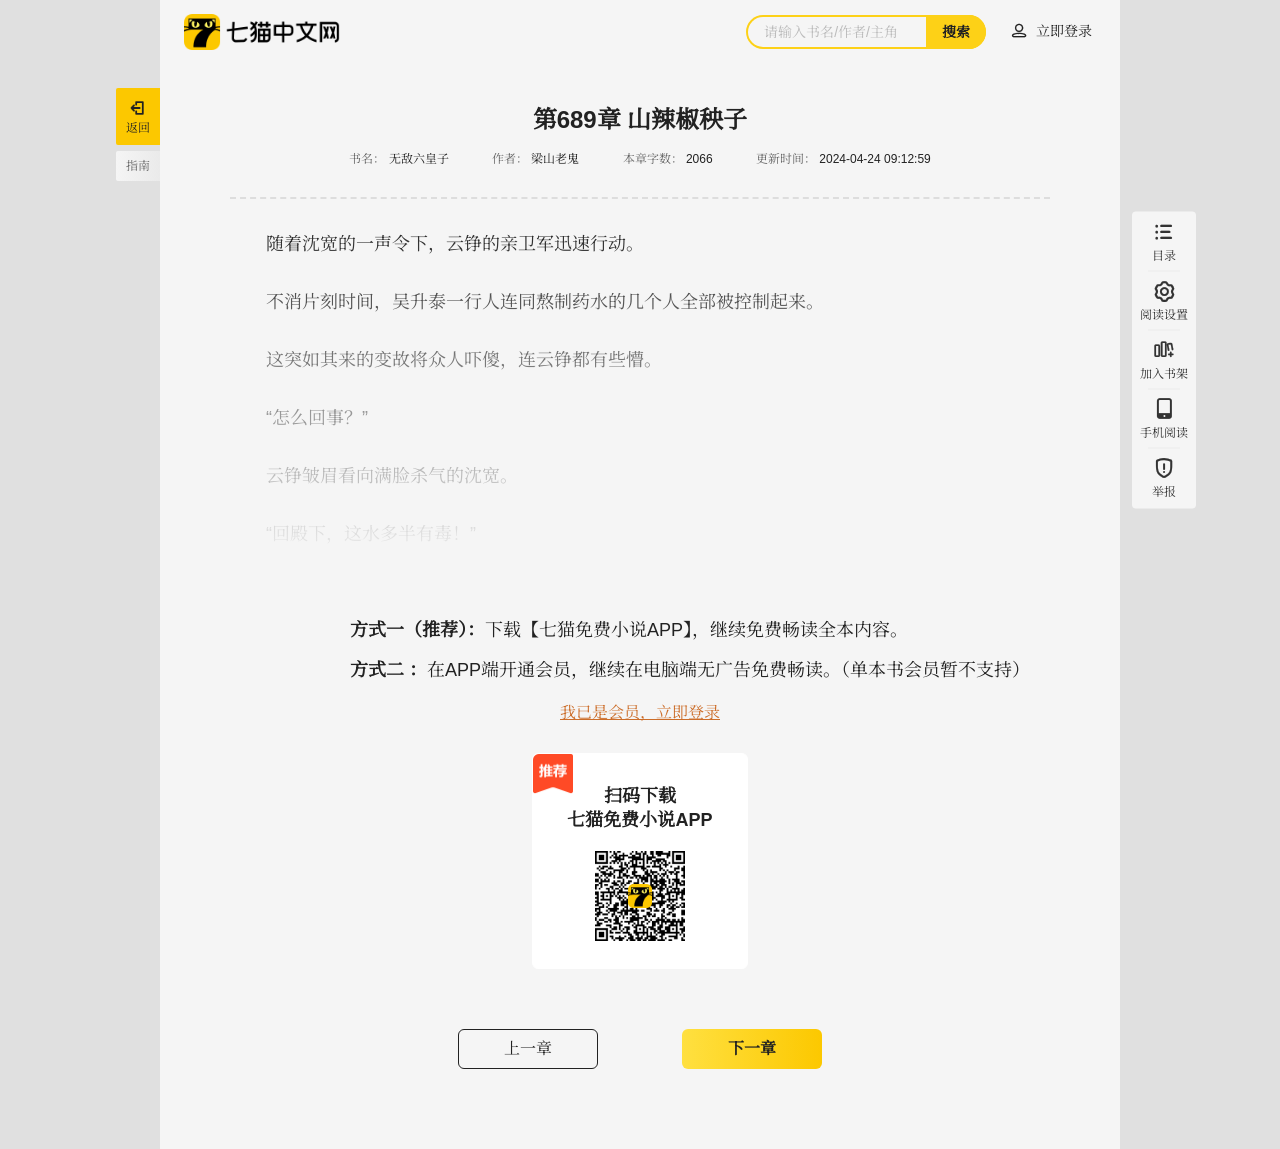 七猫中文网
请输入书名/作者/主角
搜索
立即登录
返回
指南
第689章 山辣椒秧子
书名： 无敌六皇子 作者： 梁山老鬼 本章字数： 2066 更新时间： 2024-04-24 09:12:59
随着沈宽的一声令下，云铮的亲卫军迅速行动。
不消片刻时间，吴升泰一行人连同熬制药水的几个人全部被控制起来。
这突如其来的变故将众人吓傻，连云铮都有些懵。
“怎么回事？”
云铮皱眉看向满脸杀气的沈宽。
“回殿下，这水多半有毒！”
目录
阅读设置
加入书架
手机阅读
举报
方式一（推荐）：下载【七猫免费小说APP】，继续免费畅读全本内容。
方式二 ：在APP端开通会员，继续在电脑端无广告免费畅读。（单本书会员暂不支持）
我已是会员，立即登录
推荐
扫码下载
七猫免费小说APP
上一章
下一章